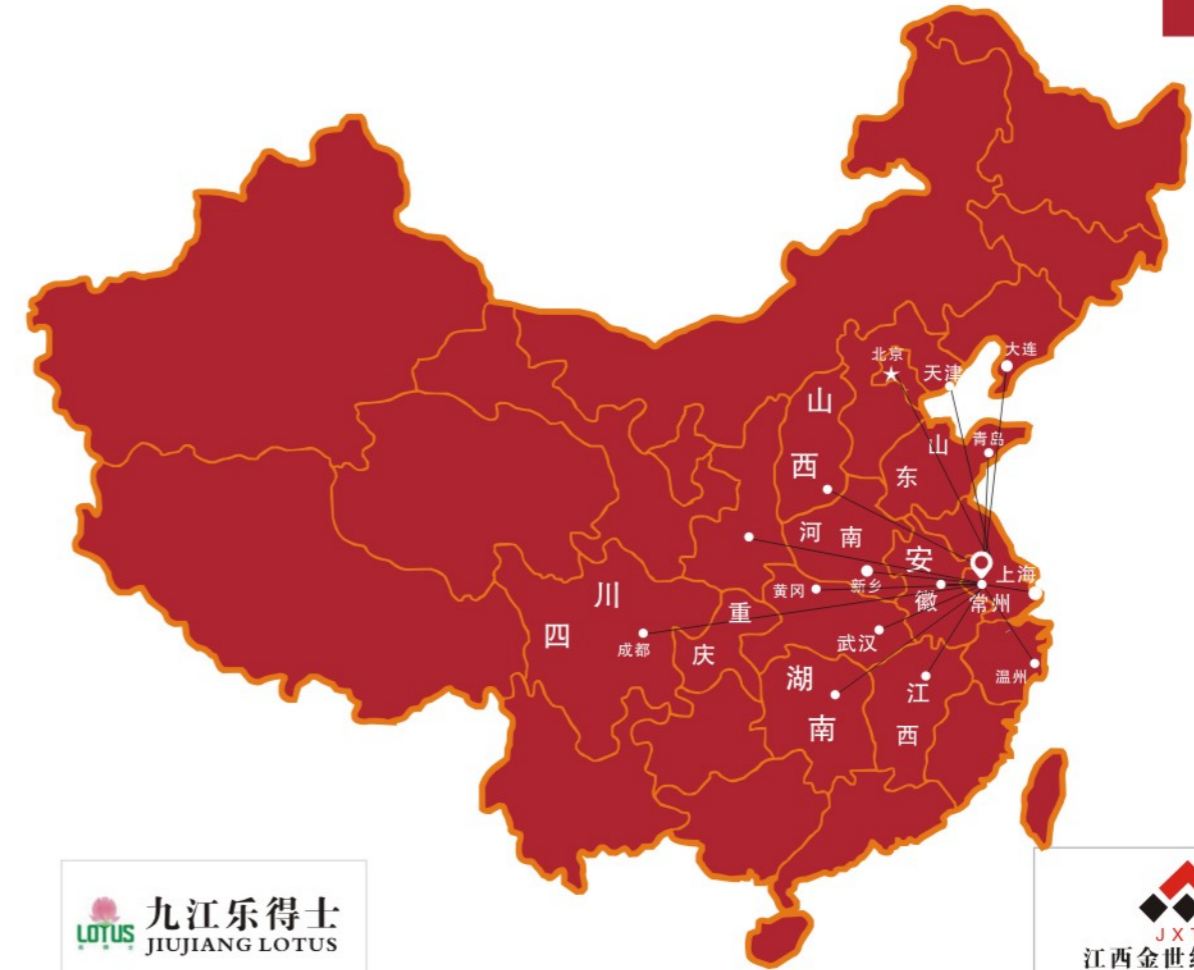 北京
大连
天津
山西
青岛
山东
河南
安徽
上海
新乡
黄冈
常州
四川
重庆
成都
武汉
温州
湖南
江西
LOTUS
九江乐得士
JIUJIANG LOTUS
JXT
江西金世